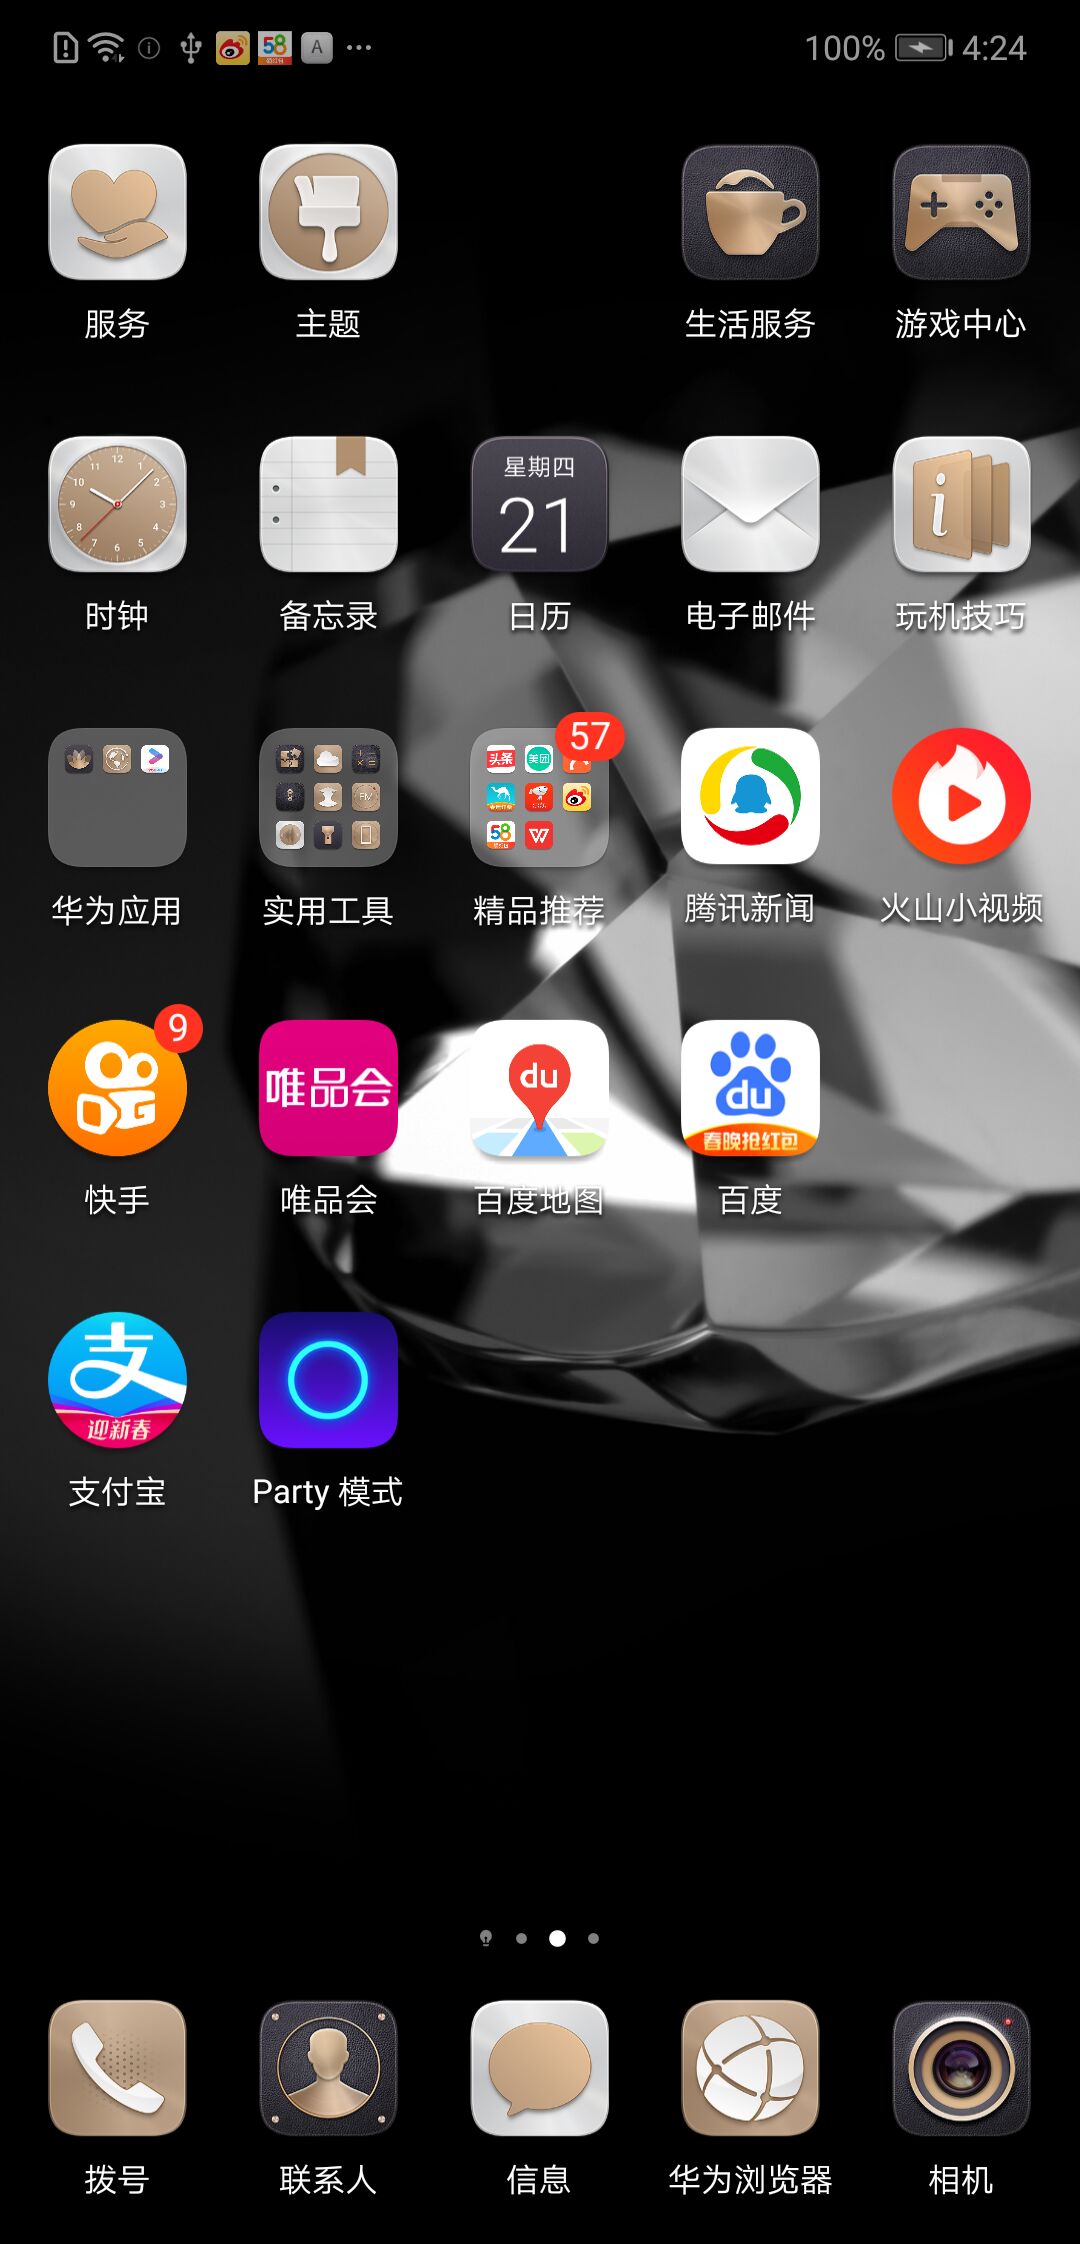 100% 4:24
服务
主题
生活服务
游戏中心
星期四
21
时钟
备忘录
日历
电子邮件
玩机技巧
头条
美团
58
57
华为应用
实用工具
精品推荐
腾讯新闻
火山小视频
9
唯品会
du
du
春晚抢红包
快手
唯品会
百度地图
百度
支
迎新春
支付宝
Party 模式
拨号
联系人
信息
华为浏览器
相机